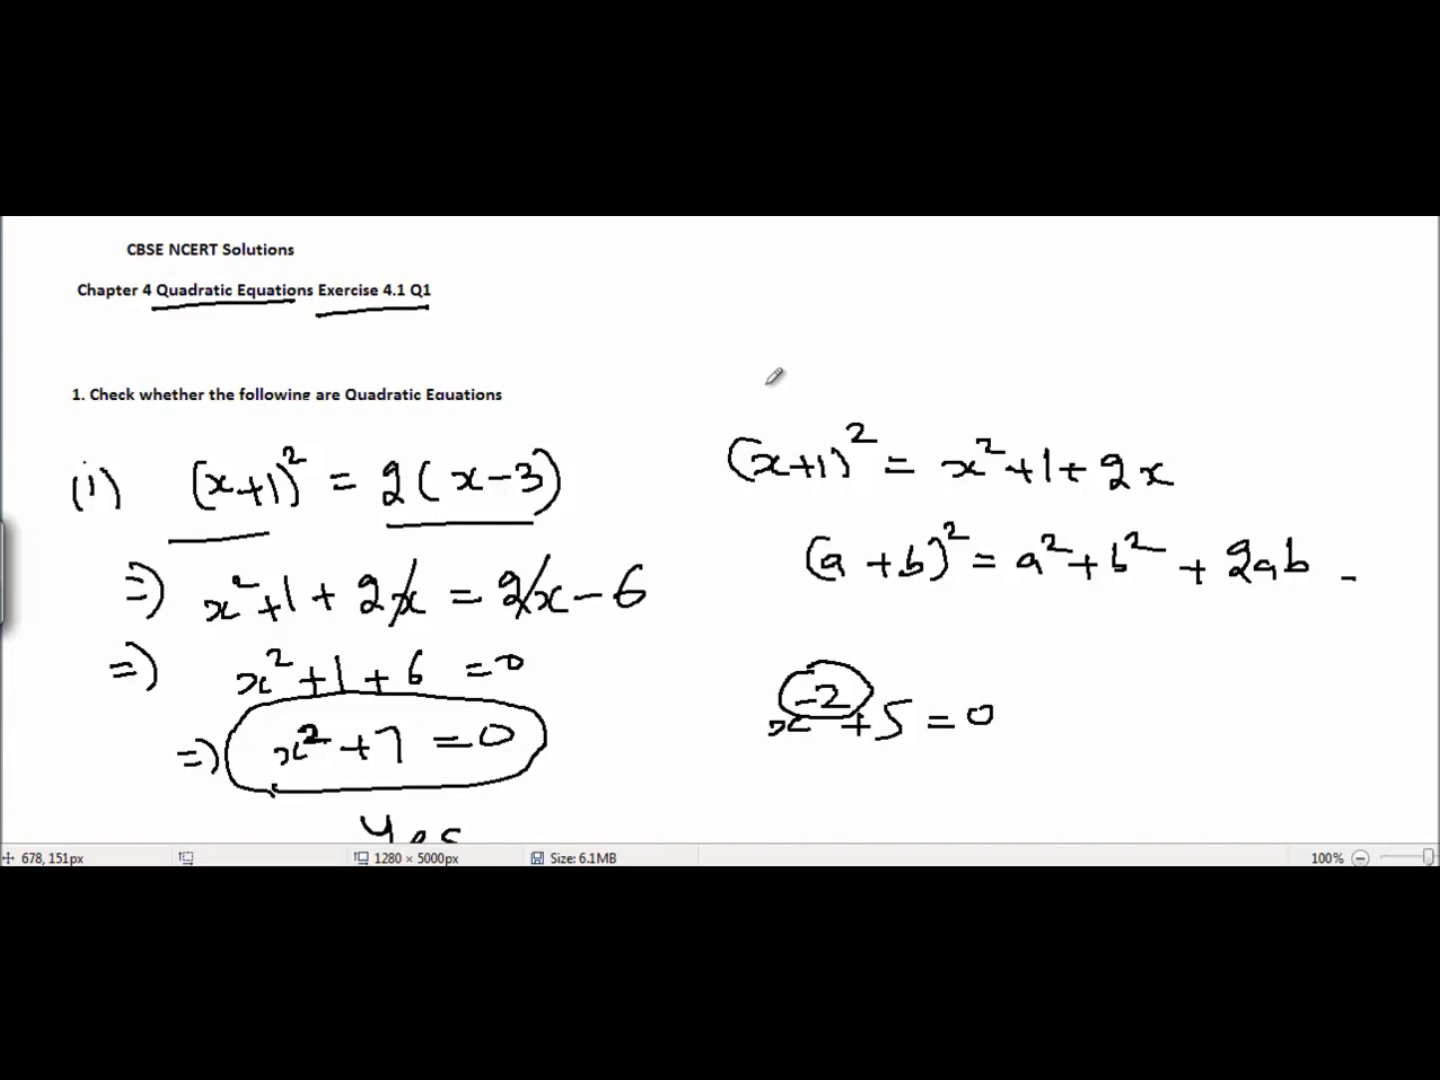 CBSE NCERT Solutions
Chapter 4 Quadratic Equations Exercise 4.1 Q1
1. Check whether the following are Quadratic Equations
(i) (x+1)² = 2(x-3)
⇒) x²+1+2x = 2x-6
⇒) x²+1+6 =0
⇒) x²+7 =0
Yes
(x+1)² = x²+1+2x
(a+b)² = a²+b²+2ab -
x⁻²+5=0
678, 151px
1280 × 5000px
Size: 6.1MB
100%